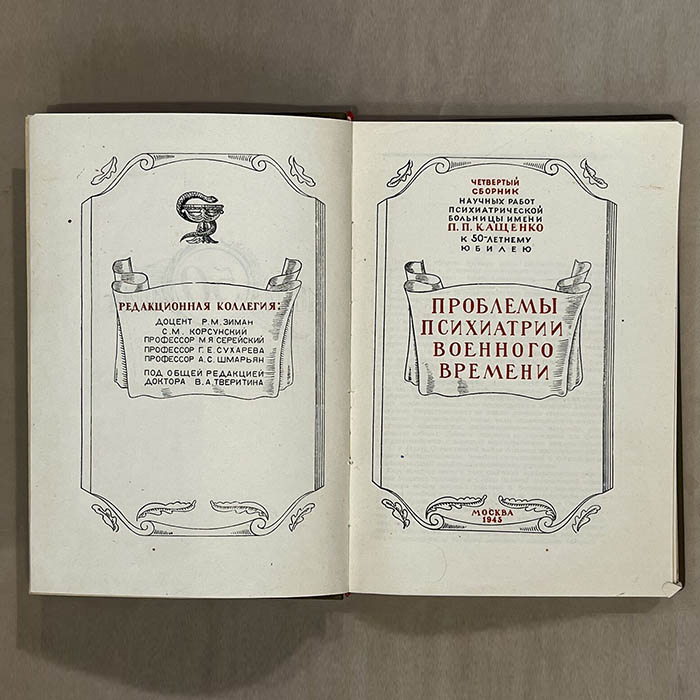 РЕДАКЦИОННАЯ КОЛЛЕГИЯ:
ДОЦЕНТ Р.М.ЗИМАН
С.М. КОРСУНСКИЙ
ПРОФЕССОР М.Я СЕРЕЙСКИЙ
ПРОФЕССОР Г.Е.СУХАРЕВА
ПРОФЕССОР А.С.ШМАРЬЯН
ПОД ОБЩЕЙ РЕДАКЦИЕЙ
ДОКТОРА В.А.ТВЕРИТИНА
ЧЕТВЕРТЫЙ
СБОРНИК
НАУЧНЫХ РАБОТ
ПСИХИАТРИЧЕСКОЙ
БОЛЬНИЦЫ ИМЕНИ
П.П.КАЩЕНКО
К 50-ЛЕТНЕМУ
ЮБИЛЕЮ
ПРОБЛЕМЫ
ПСИХИАТРИИ
ВОЕННОГО
ВРЕМЕНИ
МОСКВА
1945